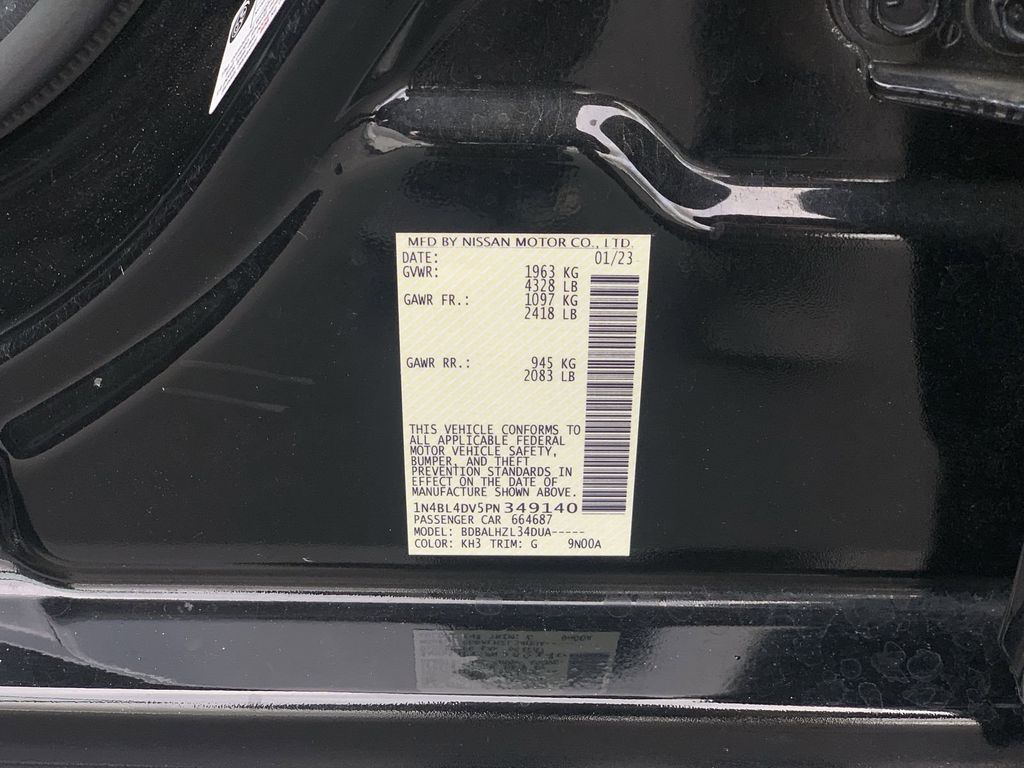 MFD BY NISSAN MOTOR CO., LTD.
DATE: 01/23
GVWR: 1963 KG
4328 LB
GAWR FR.: 1097 KG
2418 LB
GAWR RR.: 945 KG
2083 LB
THIS VEHICLE CONFORMS TO
ALL APPLICABLE FEDERAL
MOTOR VEHICLE SAFETY,
BUMPER, AND THEFT
PREVENTION STANDARDS IN
EFFECT ON THE DATE OF
MANUFACTURE SHOWN ABOVE.
1N4BL4DV5PN 349140
PASSENGER CAR 664687
MODEL: BDBALHZL34DUA-----
COLOR: KH3 TRIM: G 9N00A